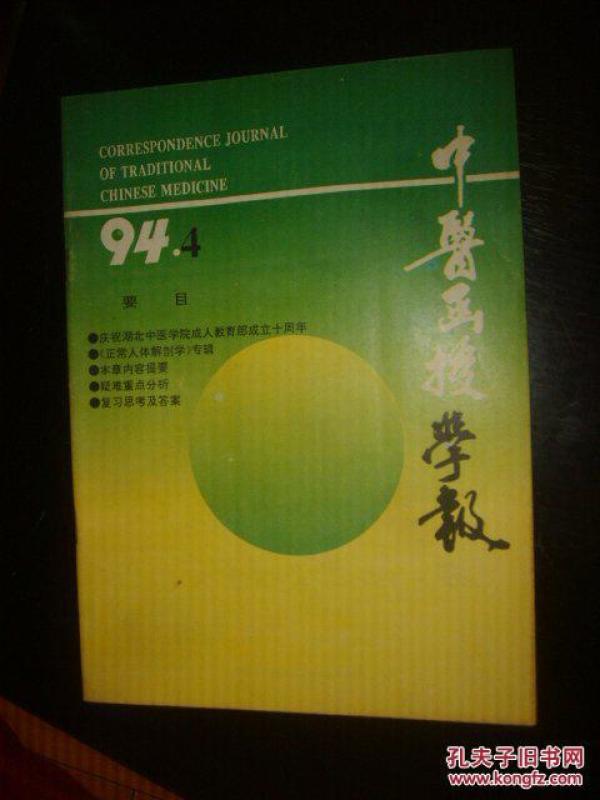 CORRESPONDENCE JOURNAL
OF TRADITIONAL
CHINESE MEDICINE
94.4
中醫函授學報
要目
●庆祝湖北中医学院成人教育部成立十周年
●《正常人体解剖学》专辑
●本章内容提要
●疑难重点分析
●复习思考及答案
孔夫子旧书网
www.kongfz.com